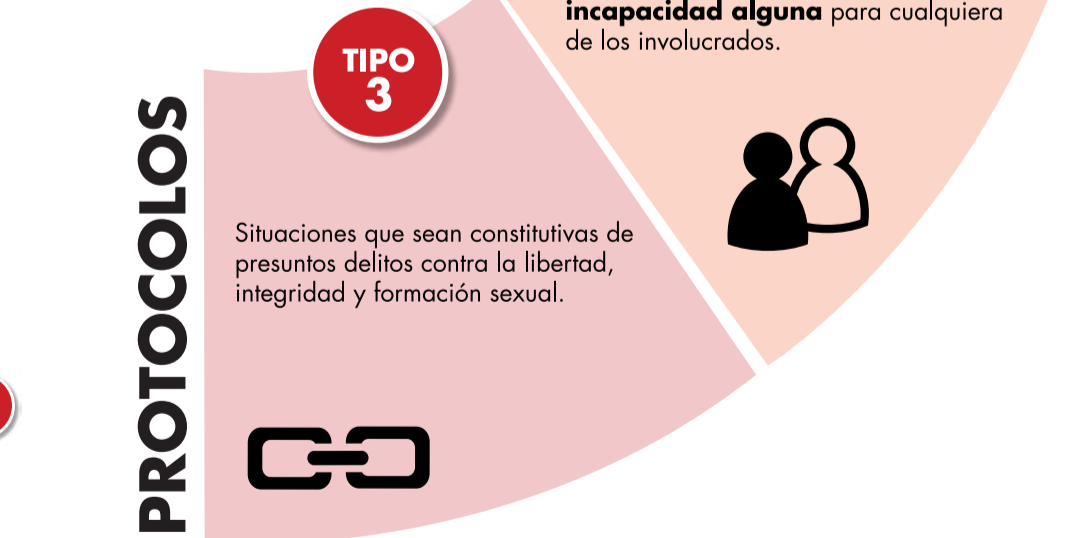 incapacidad alguna para cualquiera
de los involucrados.
TIPO
3
Situaciones que sean constitutivas de
presuntos delitos contra la libertad,
integridad y formación sexual.
PROTOCOLOS